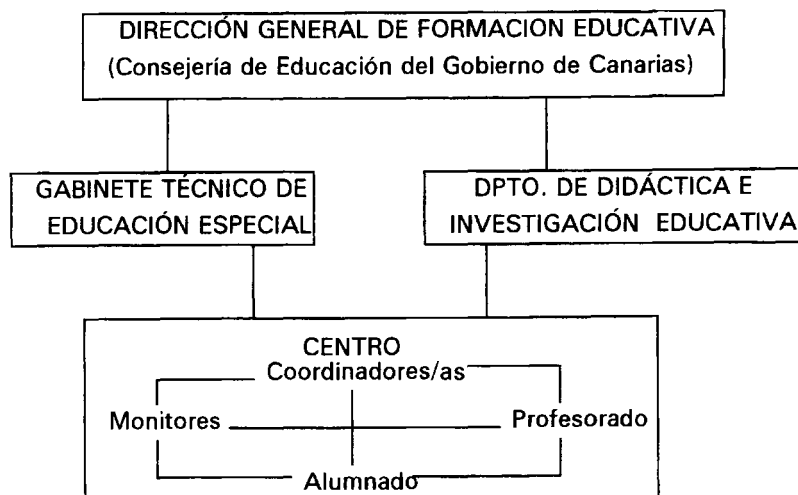 DIRECCIÓN GENERAL DE FORMACION EDUCATIVA
(Consejería de Educación del Gobierno de Canarias)
GABINETE TÉCNICO DE
EDUCACIÓN ESPECIAL
DPTO. DE DIDÁCTICA E
INVESTIGACIÓN EDUCATIVA
CENTRO
Coordinadores/as
Monitores
Profesorado
Alumnado